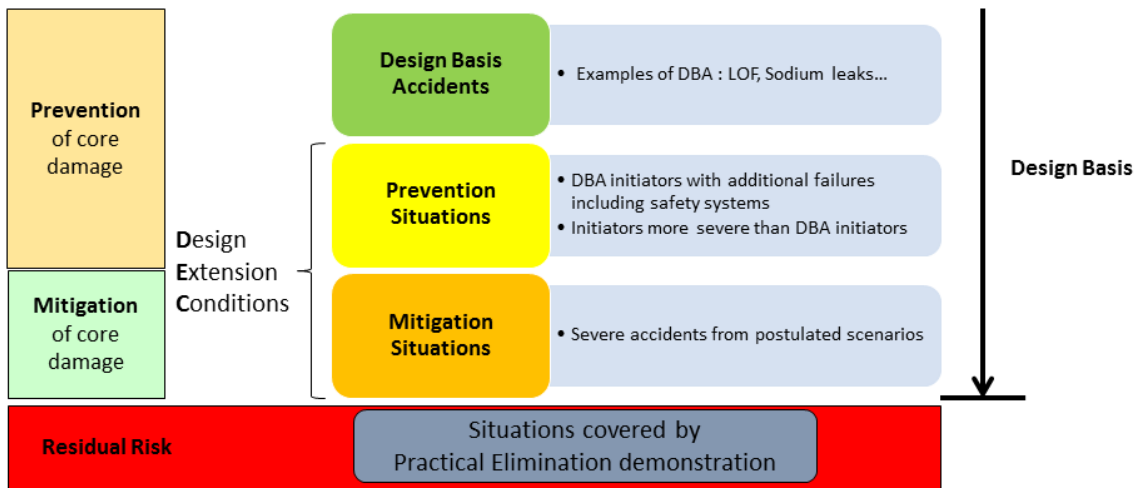 Prevention
of core
damage
Mitigation
of core
damage
Design
Extension
Conditions
Design Basis
Accidents
• Examples of DBA : LOF, Sodium leaks...
Prevention
Situations
• DBA initiators with additional failures
including safety systems
• Initiators more severe than DBA initiators
Mitigation
Situations
• Severe accidents from postulated scenarios
Design Basis
Residual Risk
Situations covered by
Practical Elimination demonstration